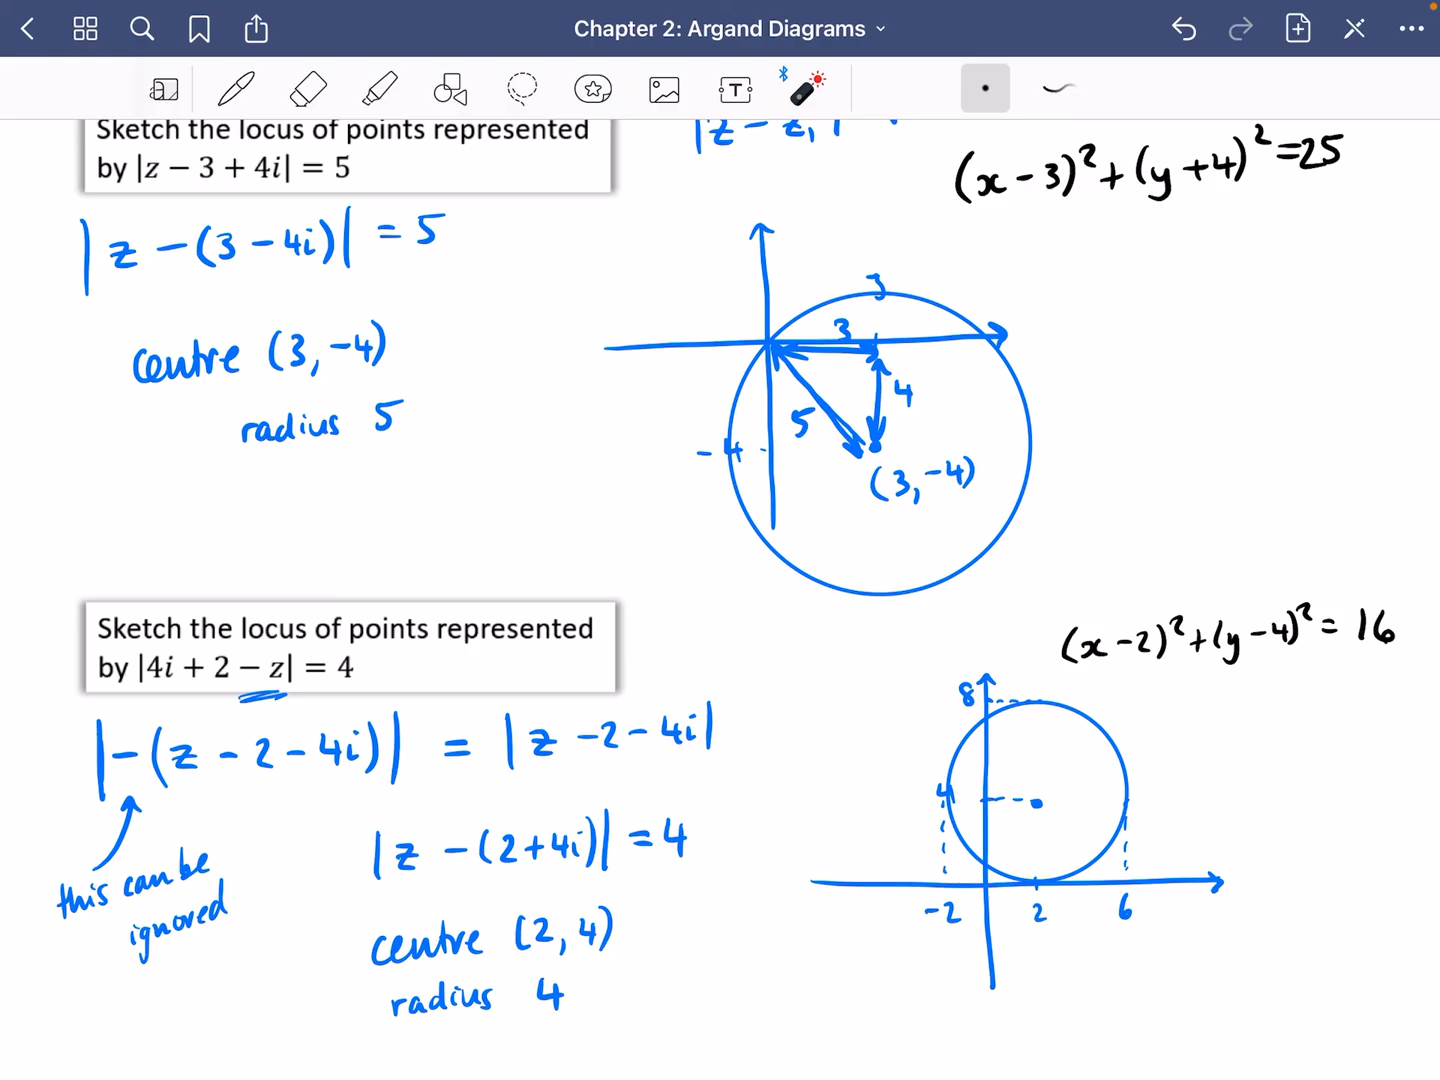 Chapter 2: Argand Diagrams
Sketch the locus of points represented
by |z − 3 + 4i| = 5
|z − z₁|
(x − 3)² + (y + 4)² = 25
|z − (3 − 4i)| = 5
centre (3, −4)
radius 5
3
3
4
5
−4
(3, −4)
Sketch the locus of points represented
by |4i + 2 − z| = 4
(x − 2)² + (y − 4)² = 16
|−(z − 2 − 4i)| = |z − 2 − 4i|
this can be
ignored
|z − (2 + 4i)| = 4
centre (2, 4)
radius 4
8
4
−2
2
6